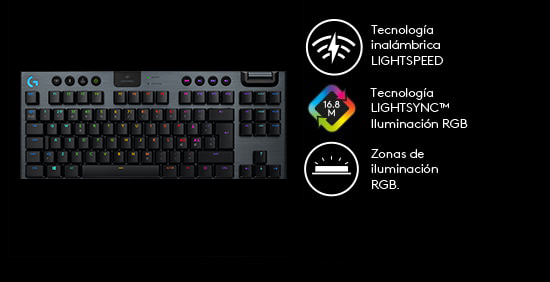 Tecnología
inalámbrica
LIGHTSPEED
16.8
M
Tecnología
LIGHTSYNC™
Iluminación RGB
Zonas de
iluminación
RGB.